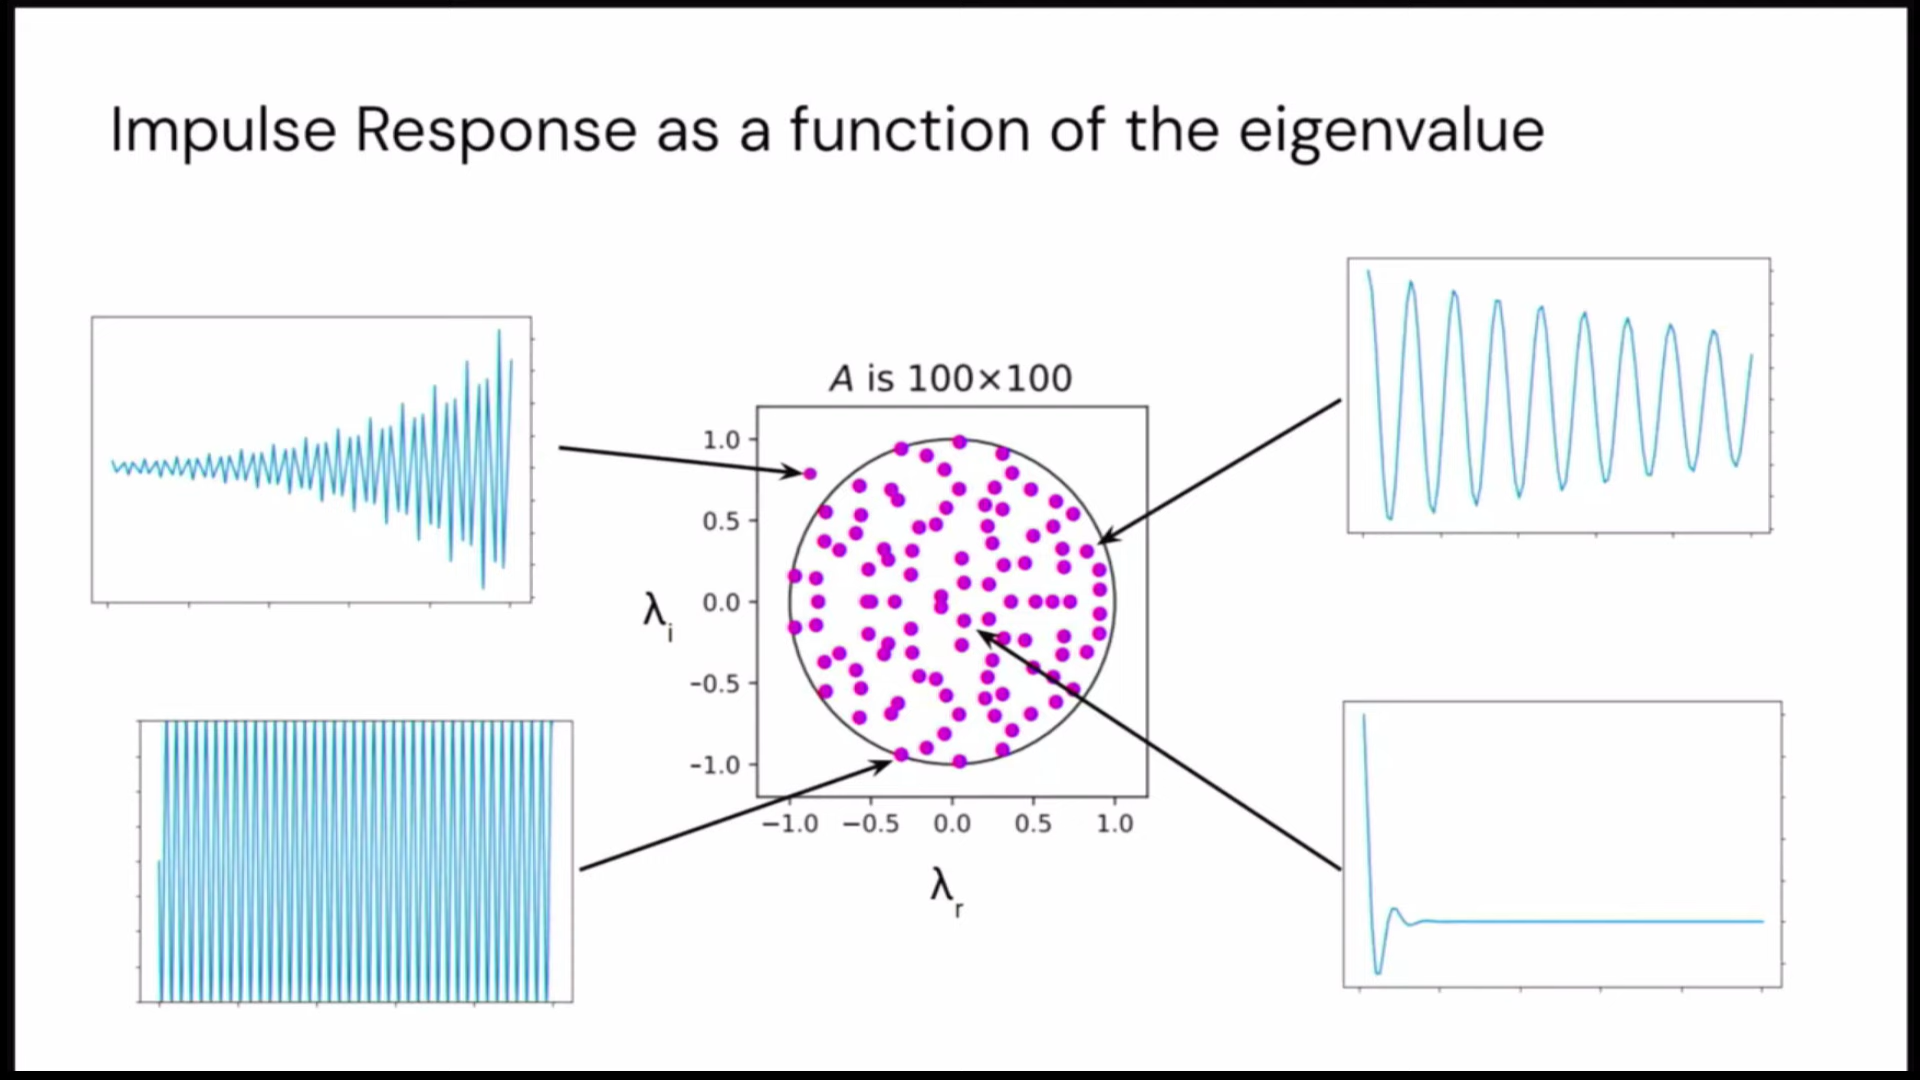 Impulse Response as a function of the eigenvalue
A is 100×100
1.0
0.5
0.0
−0.5
−1.0
λi
−1.0 −0.5 0.0 0.5 1.0
λr